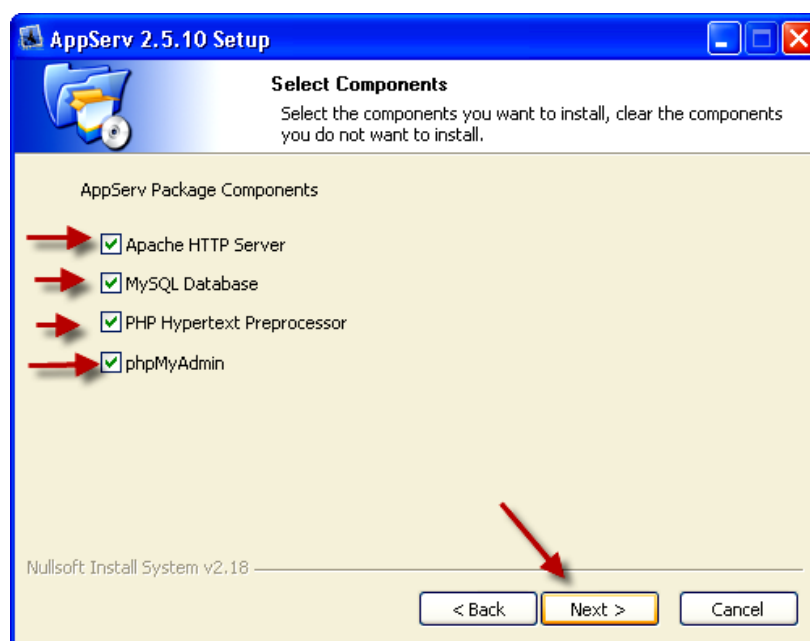 AppServ 2.5.10 Setup
Select Components
Select the components you want to install, clear the components
you do not want to install.
AppServ Package Components
Apache HTTP Server
MySQL Database
PHP Hypertext Preprocessor
phpMyAdmin
Nullsoft Install System v2.18
< Back Next > Cancel